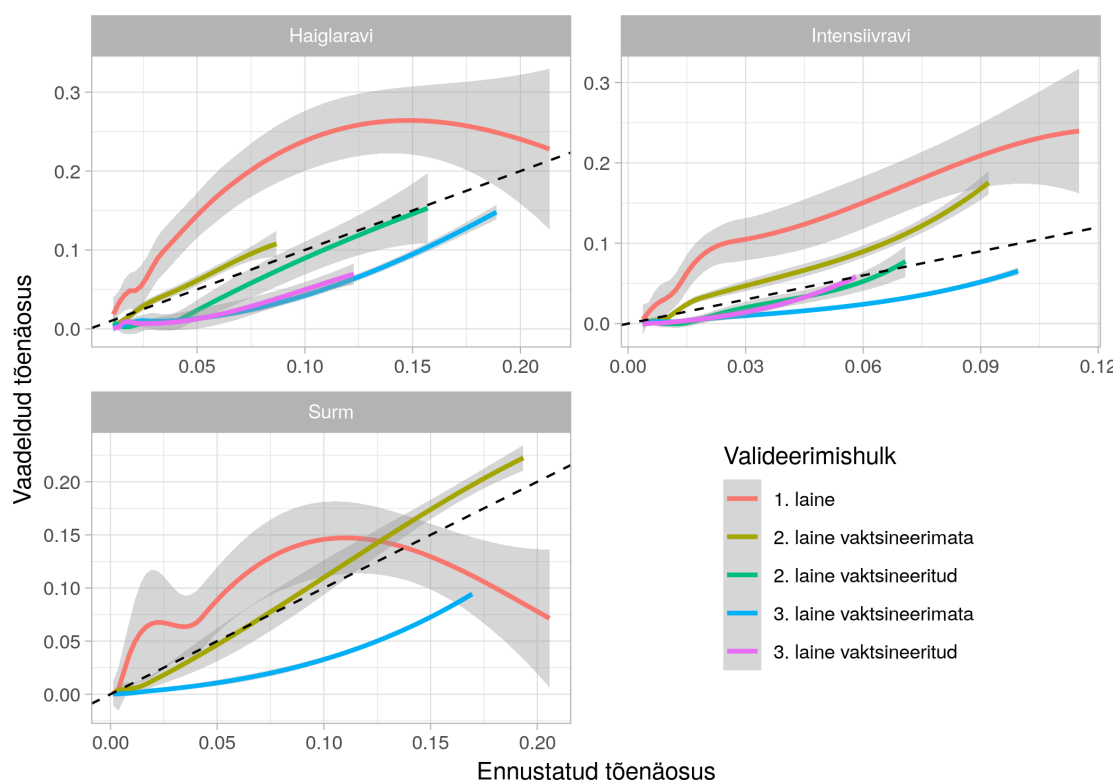 Haiglaravi
Intensiivravi
0.3
0.2
0.1
0.0
0.3
0.2
0.1
0.0
0.05
0.10
0.15
0.20
0.00
0.03
0.06
0.09
0.12
Surm
0.20
0.15
0.10
0.05
0.00
0.00
0.05
0.10
0.15
0.20
Vaadeldud tõenäosus
Ennustatud tõenäosus
Valideerimishulk
1. laine
2. laine vaktsineerimata
2. laine vaktsineeritud
3. laine vaktsineerimata
3. laine vaktsineeritud